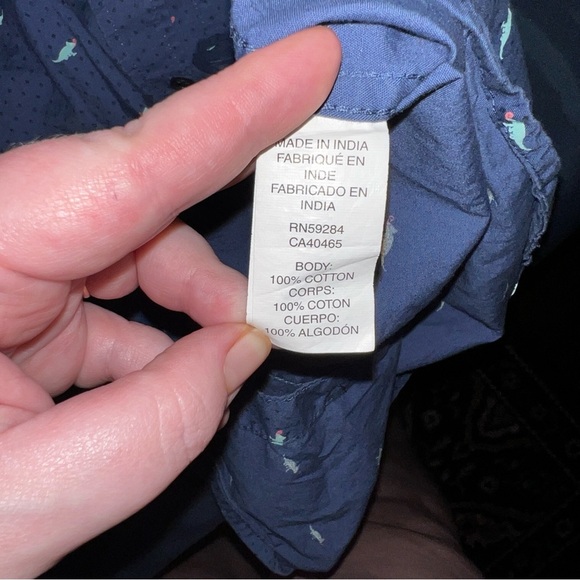 MADE IN INDIA
FABRIQUÉ EN
INDE
FABRICADO EN
INDIA
RN59284
CA40465
BODY:
100% COTTON
CORPS:
100% COTON
CUERPO:
100% ALGODÓN